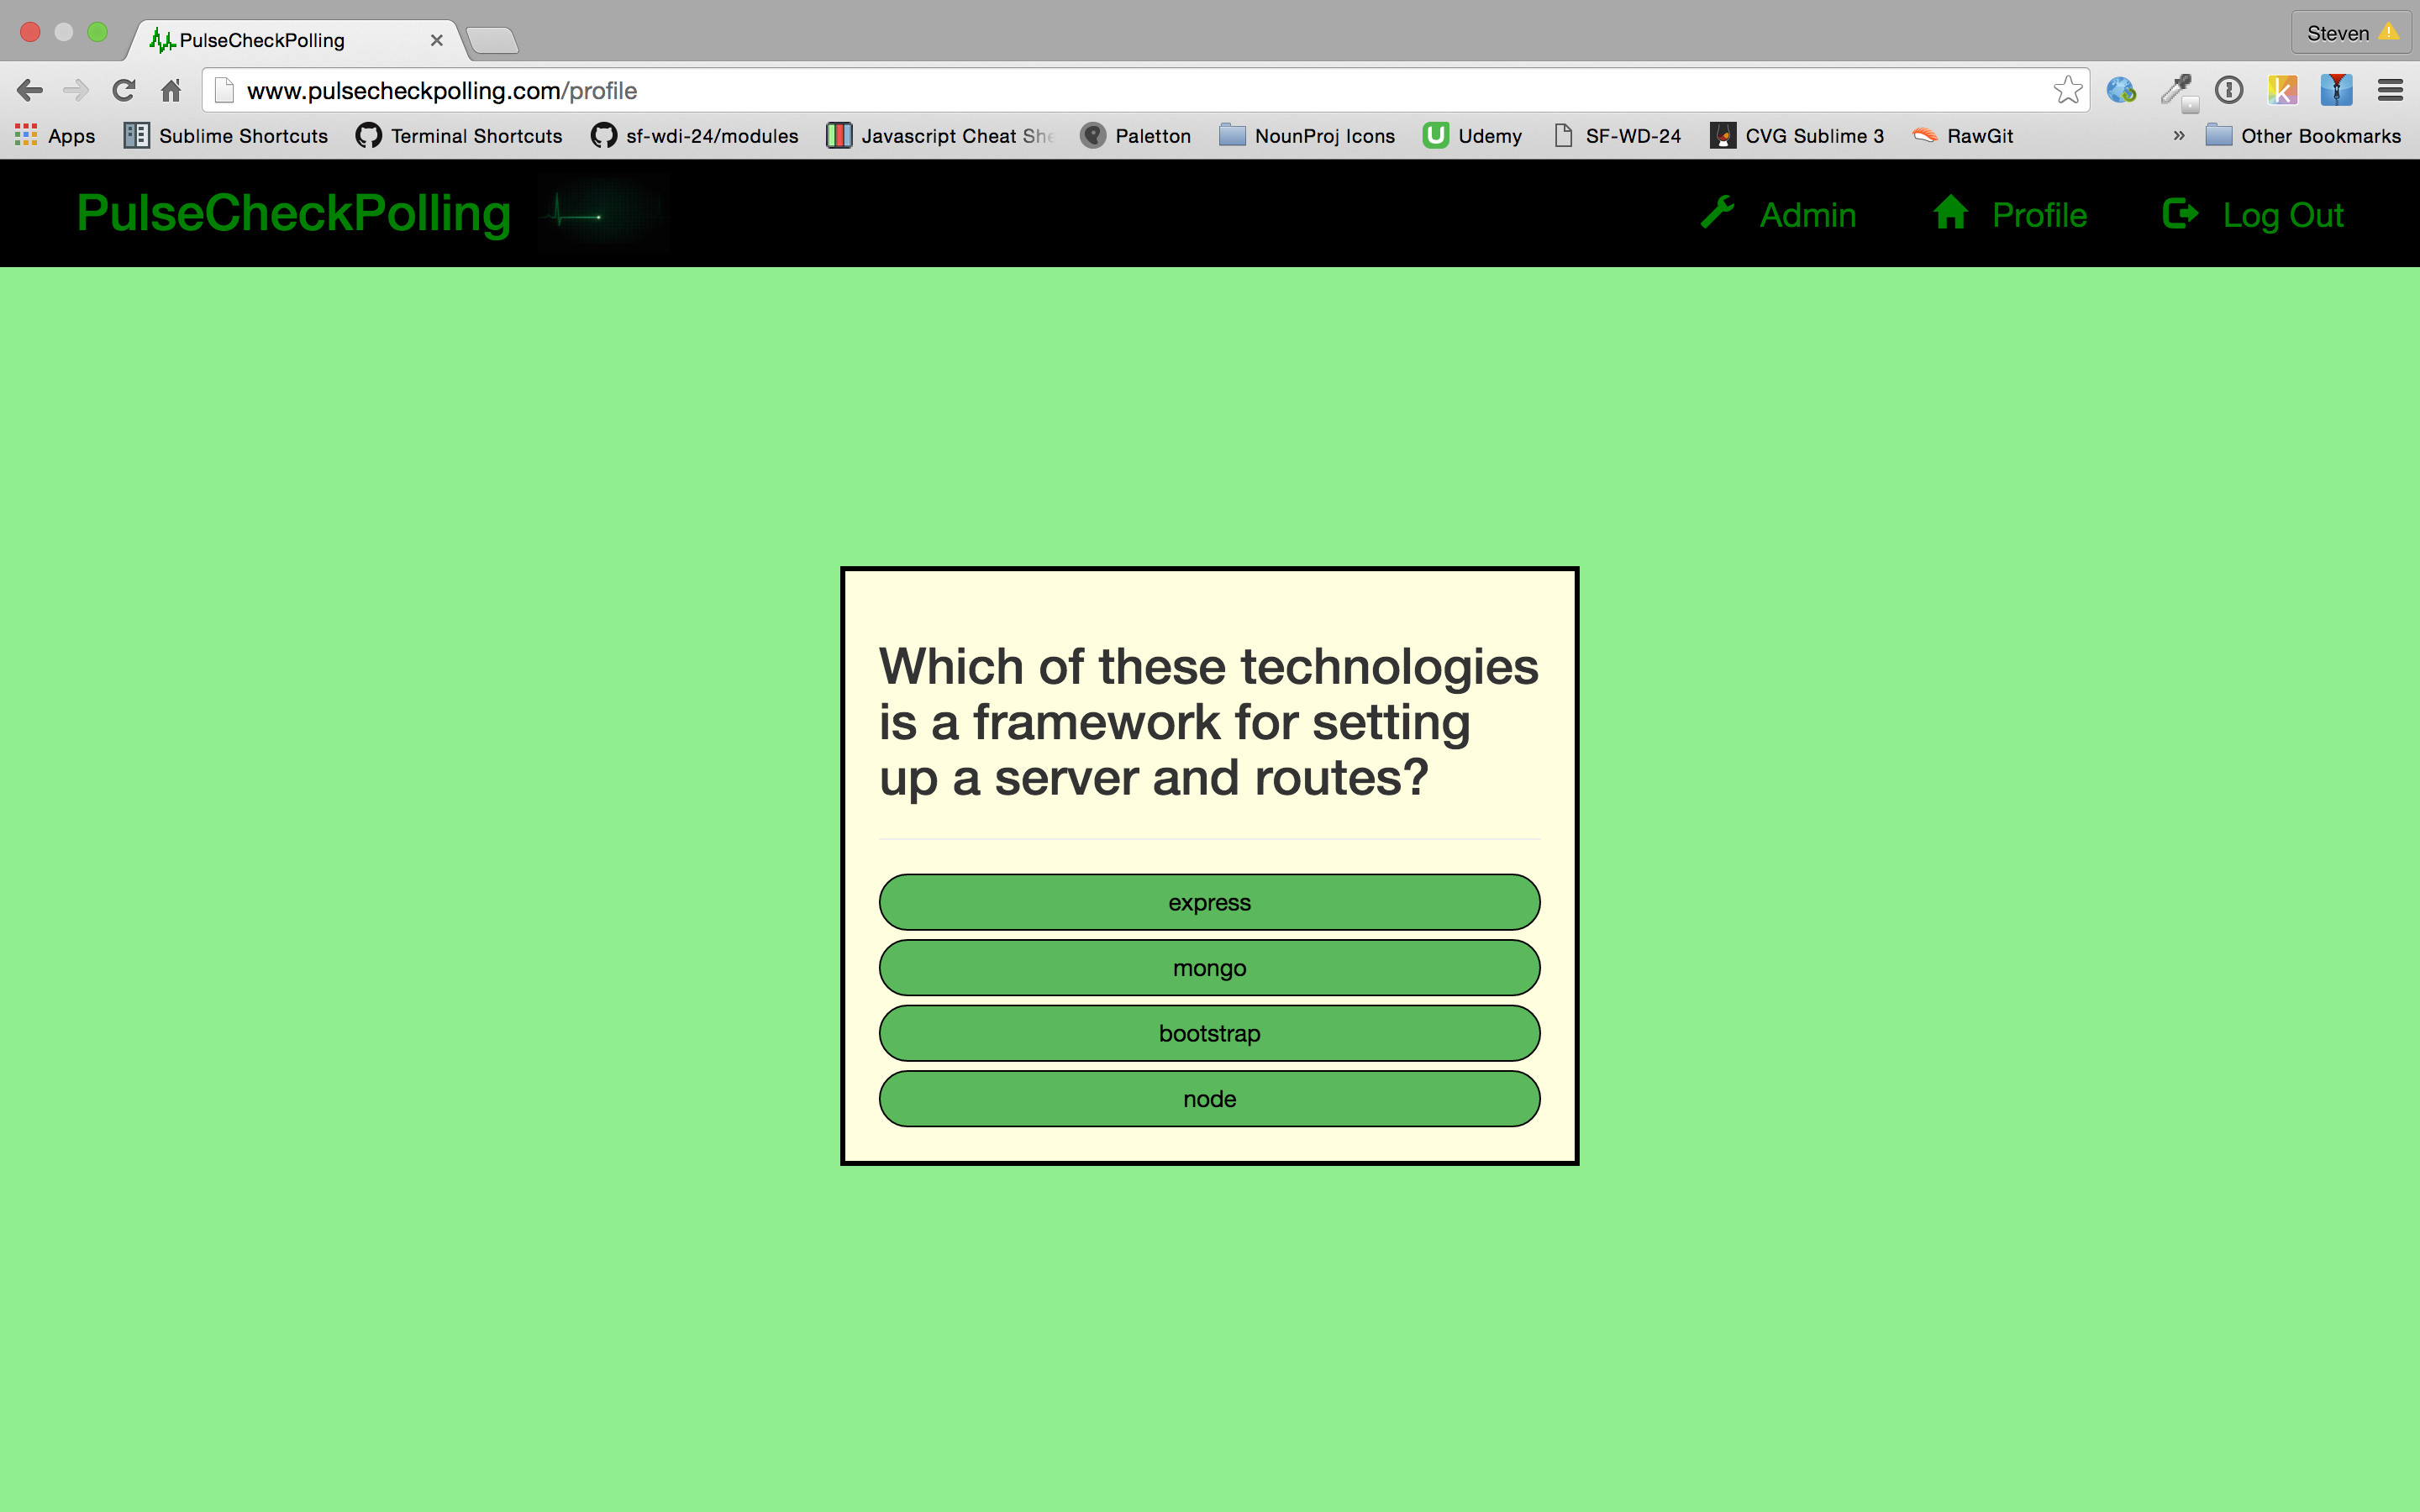 PulseCheckPolling
Steven
www.pulsecheckpolling.com/profile
Apps Sublime Shortcuts Terminal Shortcuts sf-wdi-24/modules Javascript Cheat She Paletton NounProj Icons Udemy SF-WD-24 CVG Sublime 3 RawGit » Other Bookmarks
PulseCheckPolling Admin Profile Log Out
Which of these technologies
is a framework for setting
up a server and routes?
express
mongo
bootstrap
node